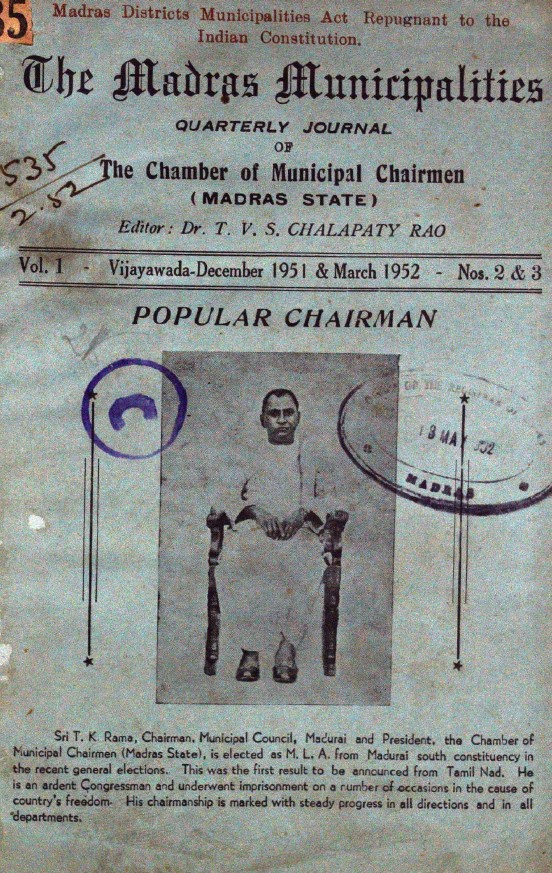 35
Madras Districts Municipalities Act Repugnant to the
Indian Constitution.
The Madras Municipalities
QUARTERLY JOURNAL
OF
The Chamber of Municipal Chairmen
(MADRAS STATE)
Editor: Dr. T. V. S. CHALAPATY RAO
535
2.52
Vol. 1 - Vijayawada-December 1951 & March 1952 - Nos. 2 & 3
POPULAR CHAIRMAN
C
OF THE REGISTRAR OF
13 MAY 1952
MADRAS
Sri T. K. Rama, Chairman, Municipal Council, Madurai and President, the Chamber of
Municipal Chairmen (Madras State), is elected as M. L. A. from Madurai south constituency in
the recent general elections. This was the first result to be announced from Tamil Nad. He
is an ardent Congressman and underwent imprisonment on a number of occasions in the cause of
country's freedom. His chairmanship is marked with steady progress in all directions and in all
departments.